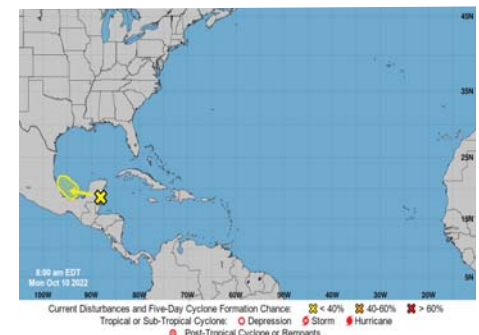 45N
35N
25N
15N
5N
8:00 am EDT
Mon Oct 10 2022
100W 90W 80W 70W 60W 50W 40W 30W 20W
Current Disturbances and Five-Day Cyclone Formation Chance: < 40% 40-60% > 60%
Tropical or Sub-Tropical Cyclone: Depression Storm Hurricane
Post-Tropical Cyclone or Remnants